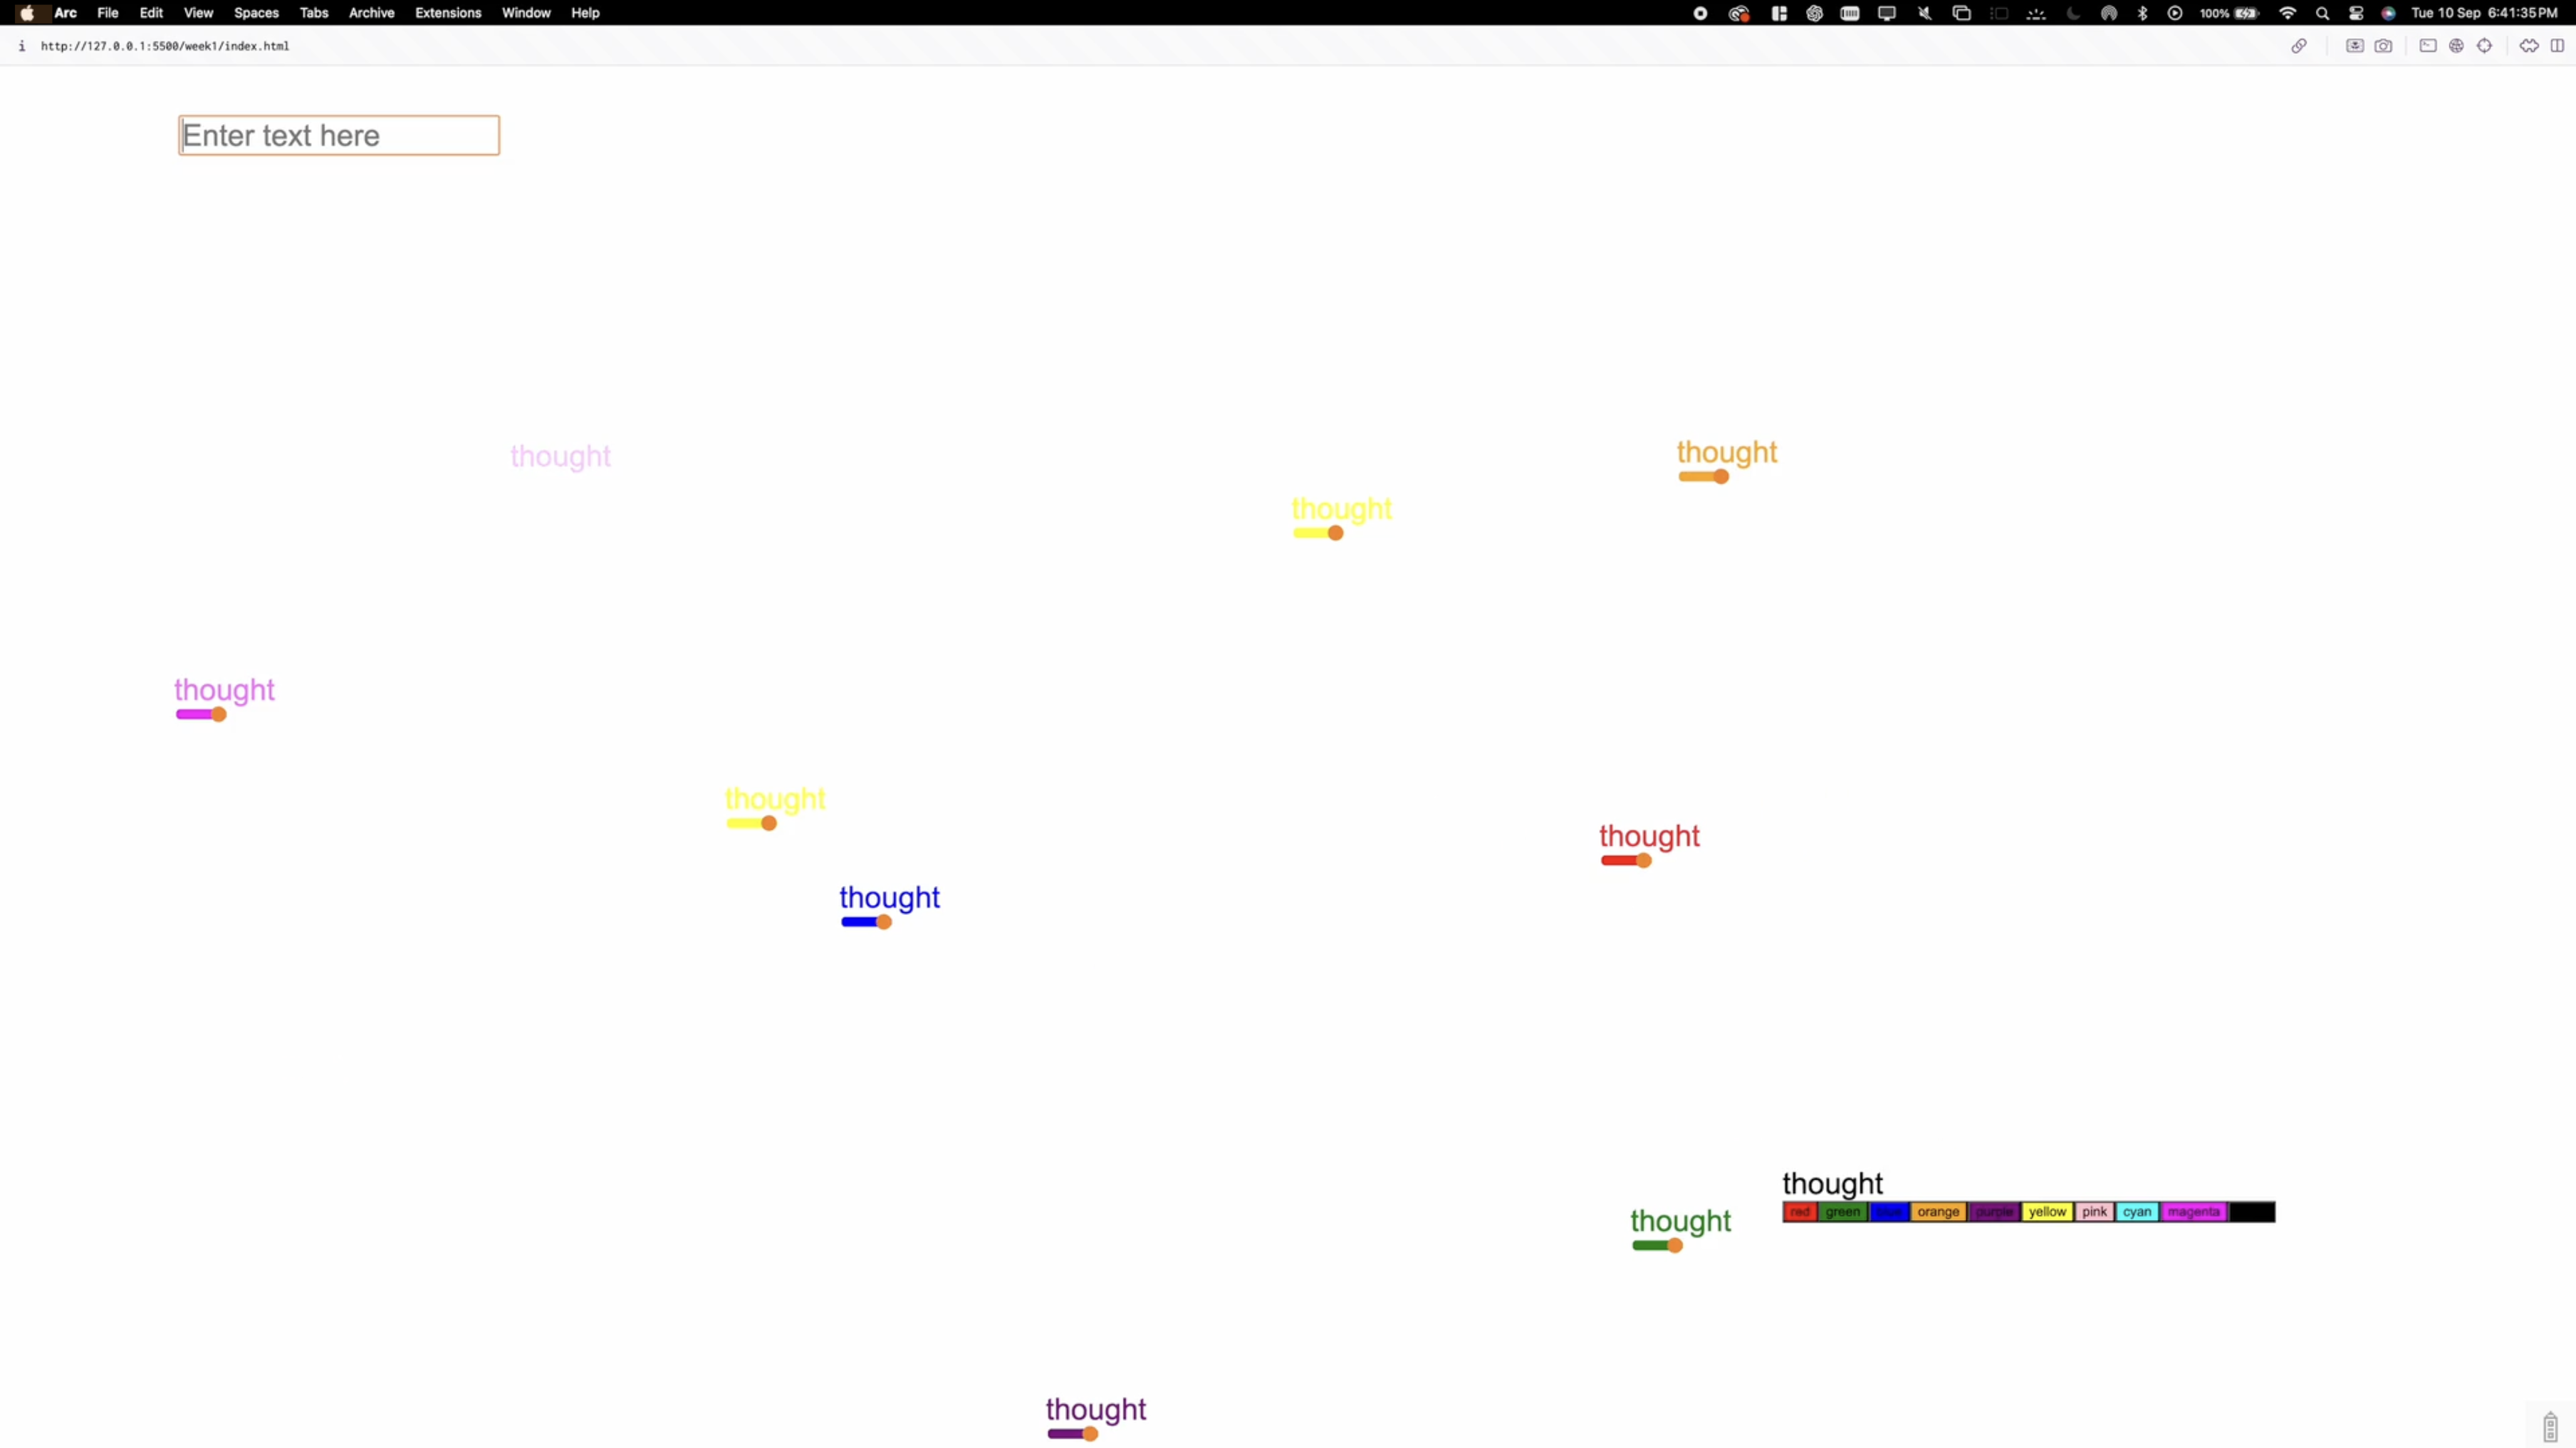 Arc File Edit View Spaces Tabs Archive Extensions Window Help 100% Tue 10 Sep 6:41:35 PM
i http://127.0.0.1:5500/week1/index.html
Enter text here
thought
thought
thought
thought
thought
thought
thought
thought
thought
red green blue orange purple yellow pink cyan magenta
thought
thought